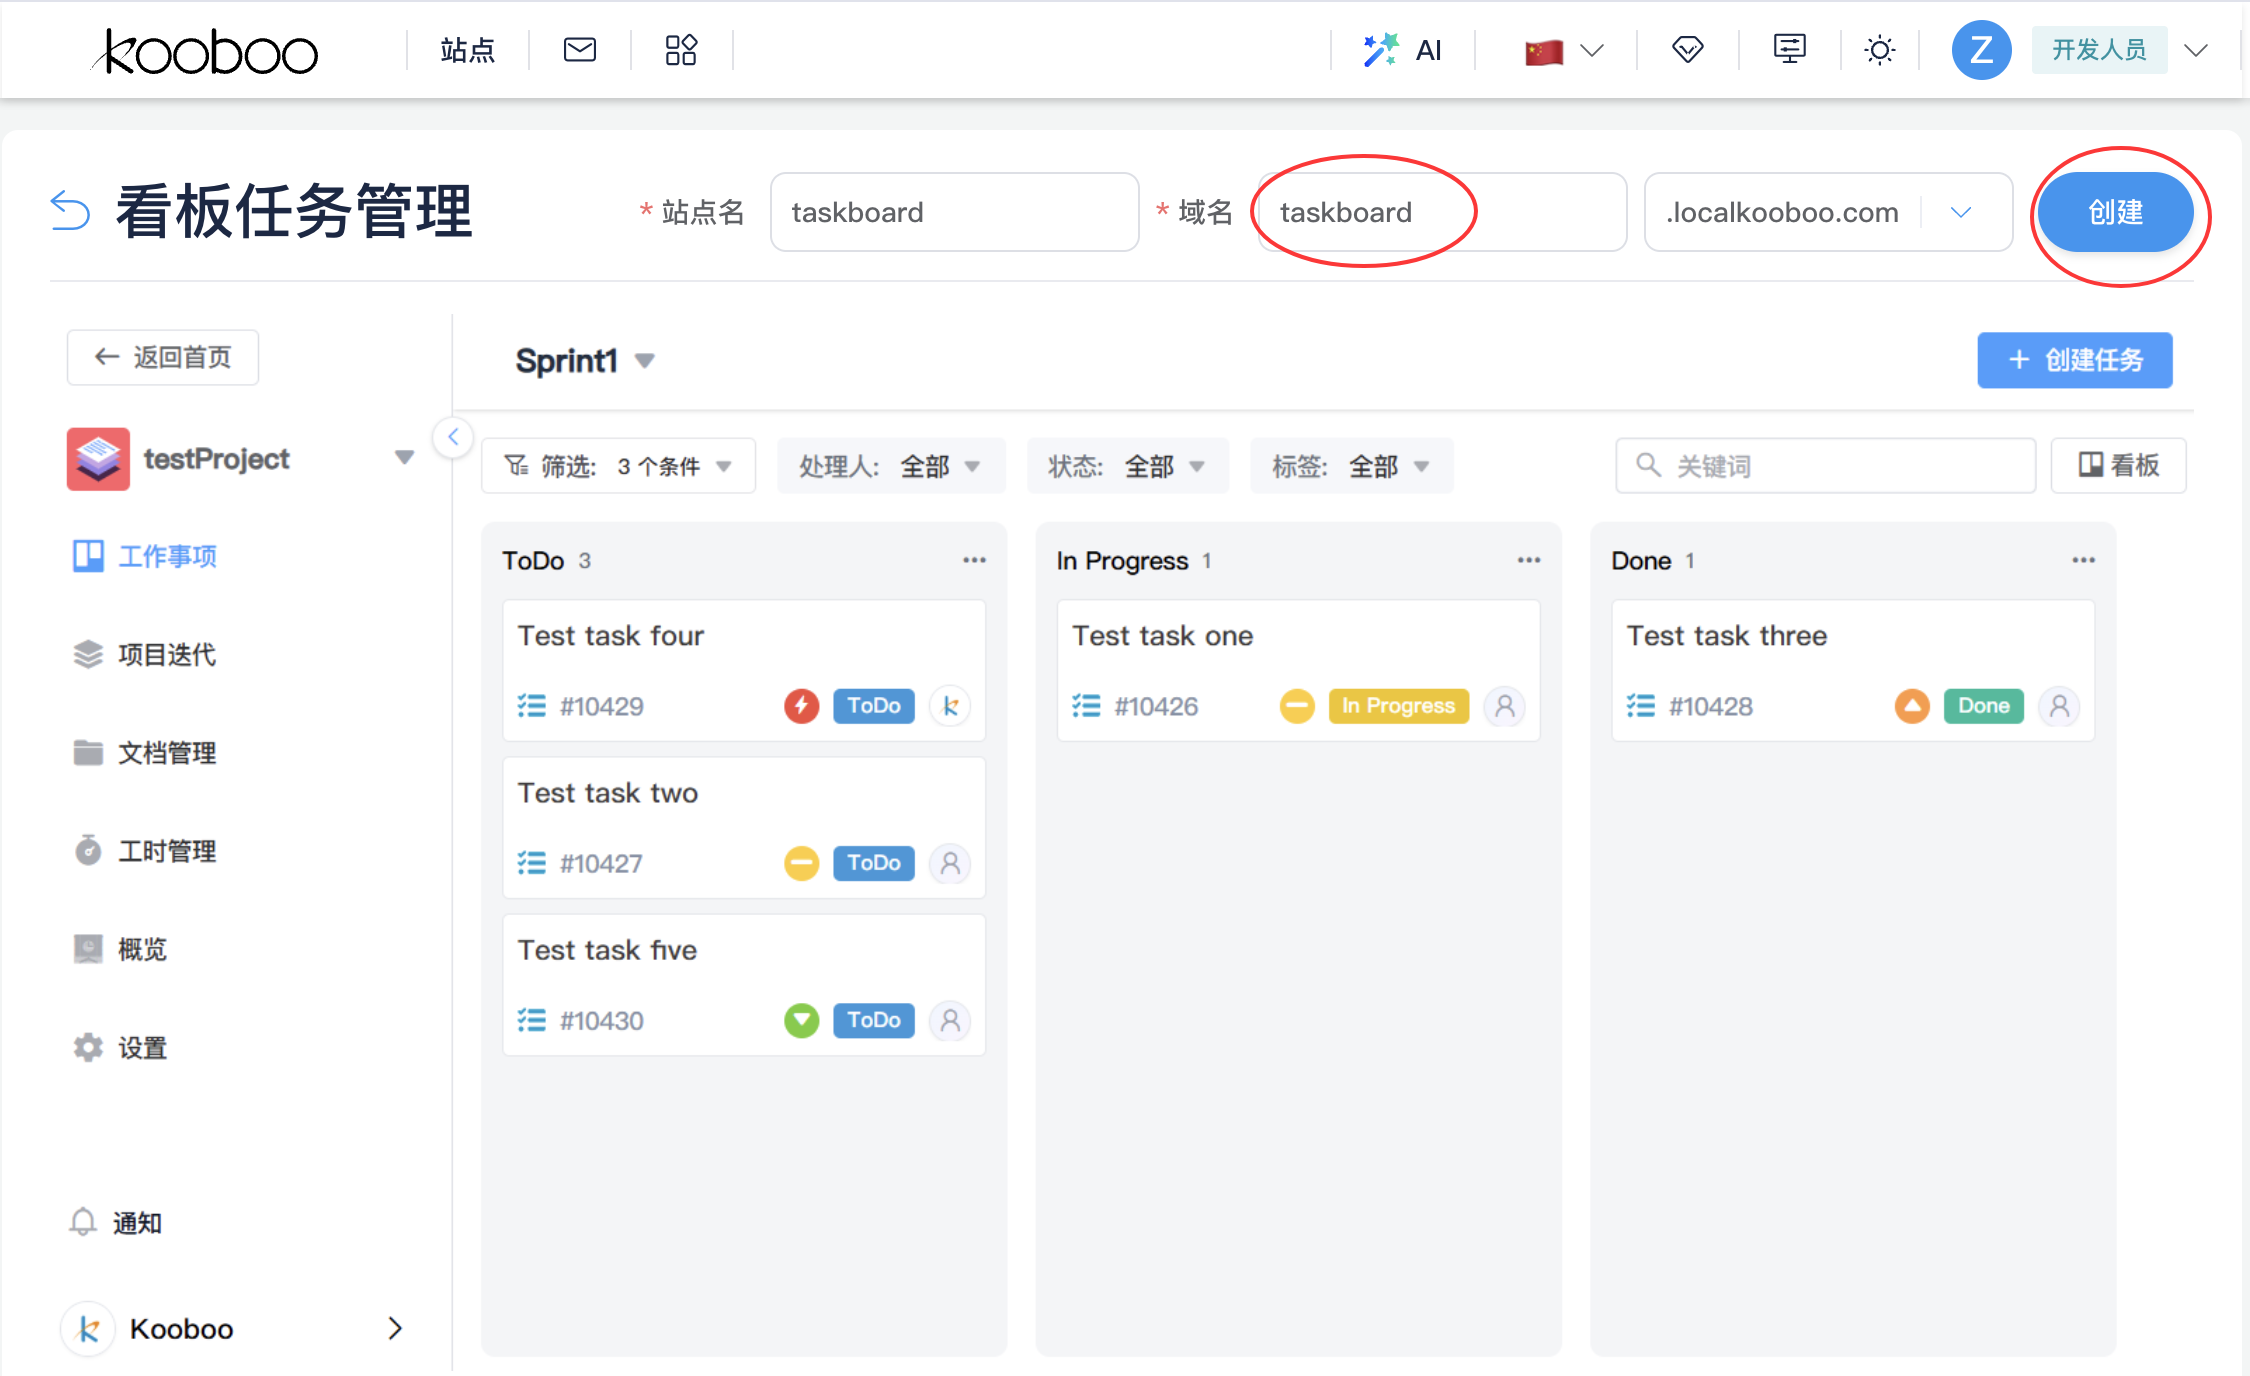 kooboo 站点 AI Z 开发人员
看板任务管理 * 站点名 taskboard * 域名 taskboard .localkooboo.com 创建
返回首页 Sprint1 + 创建任务
testProject
筛选: 3 个条件 处理人: 全部 状态: 全部 标签: 全部 关键词 看板
工作事项
项目迭代
文档管理
工时管理
概览
设置
通知
Kooboo
ToDo 3 ···
Test task four
#10429 ToDo
Test task two
#10427 ToDo
Test task five
#10430 ToDo
In Progress 1 ···
Test task one
#10426 In Progress
Done 1 ···
Test task three
#10428 Done